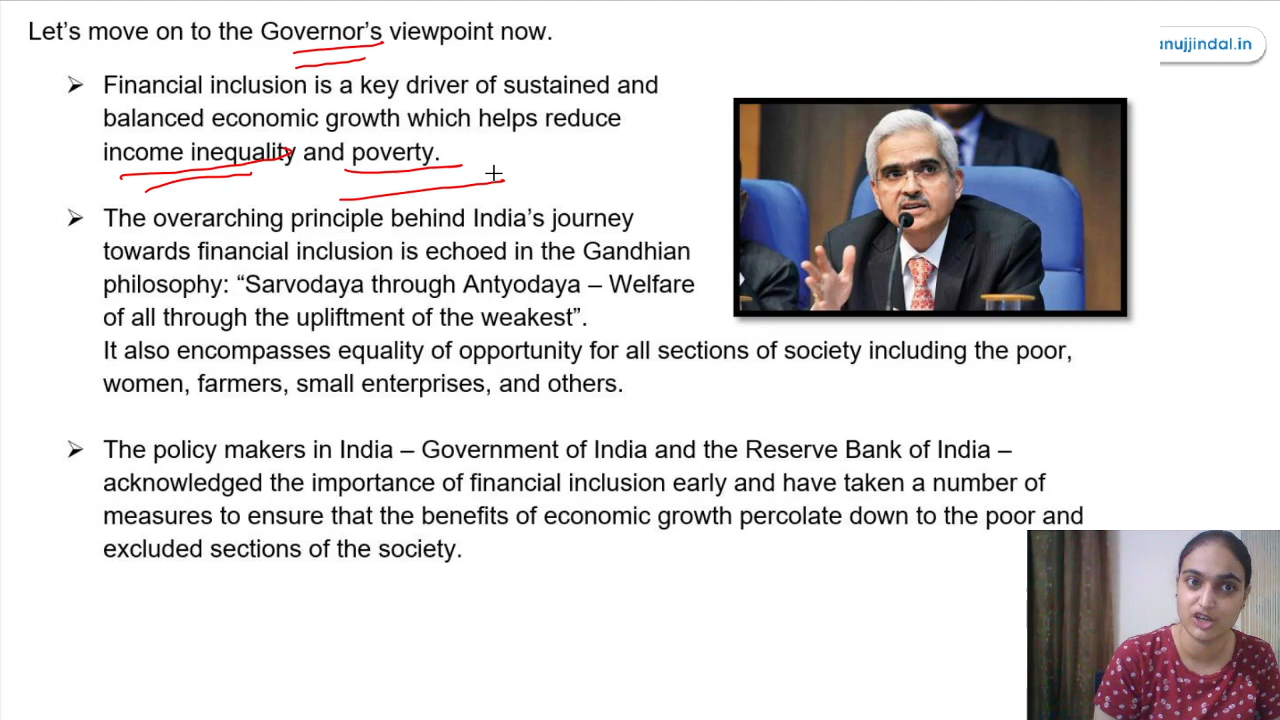 Let’s move on to the Governor’s viewpoint now.
anujjindal.in
➢ Financial inclusion is a key driver of sustained and
balanced economic growth which helps reduce
income inequality and poverty.
➢ The overarching principle behind India’s journey
towards financial inclusion is echoed in the Gandhian
philosophy: “Sarvodaya through Antyodaya – Welfare
of all through the upliftment of the weakest”.
It also encompasses equality of opportunity for all sections of society including the poor,
women, farmers, small enterprises, and others.
➢ The policy makers in India – Government of India and the Reserve Bank of India –
acknowledged the importance of financial inclusion early and have taken a number of
measures to ensure that the benefits of economic growth percolate down to the poor and
excluded sections of the society.